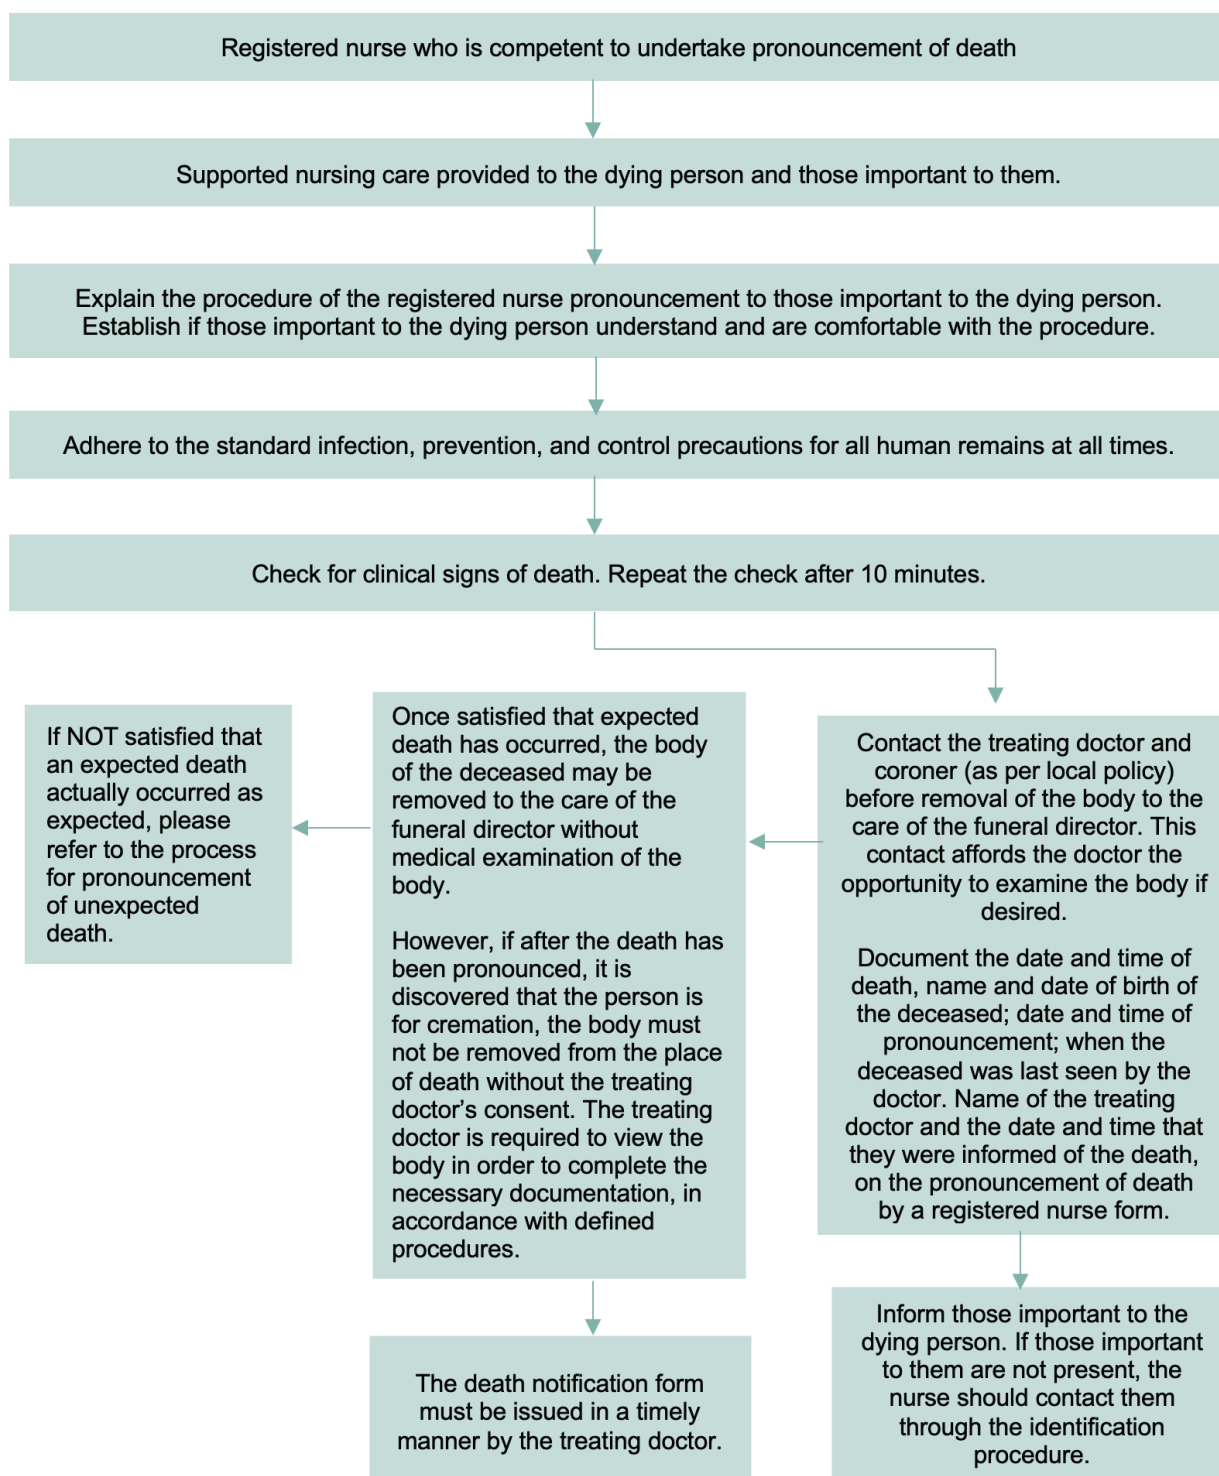 Registered nurse who is competent to undertake pronouncement of death
Supported nursing care provided to the dying person and those important to them.
Explain the procedure of the registered nurse pronouncement to those important to the dying person.
Establish if those important to the dying person understand and are comfortable with the procedure.
Adhere to the standard infection, prevention, and control precautions for all human remains at all times.
Check for clinical signs of death. Repeat the check after 10 minutes.
If NOT satisfied that
an expected death
actually occurred as
expected, please
refer to the process
for pronouncement
of unexpected
death.
Once satisfied that expected
death has occurred, the body
of the deceased may be
removed to the care of the
funeral director without
medical examination of the
body.
However, if after the death has
been pronounced, it is
discovered that the person is
for cremation, the body must
not be removed from the place
of death without the treating
doctor’s consent. The treating
doctor is required to view the
body in order to complete the
necessary documentation, in
accordance with defined
procedures.
Contact the treating doctor and
coroner (as per local policy)
before removal of the body to the
care of the funeral director. This
contact affords the doctor the
opportunity to examine the body if
desired.
Document the date and time of
death, name and date of birth of
the deceased; date and time of
pronouncement; when the
deceased was last seen by the
doctor. Name of the treating
doctor and the date and time that
they were informed of the death,
on the pronouncement of death
by a registered nurse form.
The death notification form
must be issued in a timely
manner by the treating doctor.
Inform those important to the
dying person. If those important
to them are not present, the
nurse should contact them
through the identification
procedure.